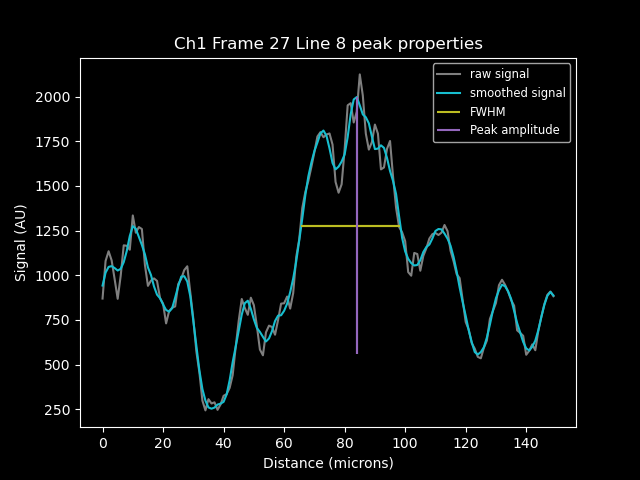 Ch1 Frame 27 Line 8 peak properties
raw signal
smoothed signal
FWHM
Peak amplitude
Signal (AU)
2000
1750
1500
1250
1000
750
500
250
0 20 40 60 80 100 120 140
Distance (microns)